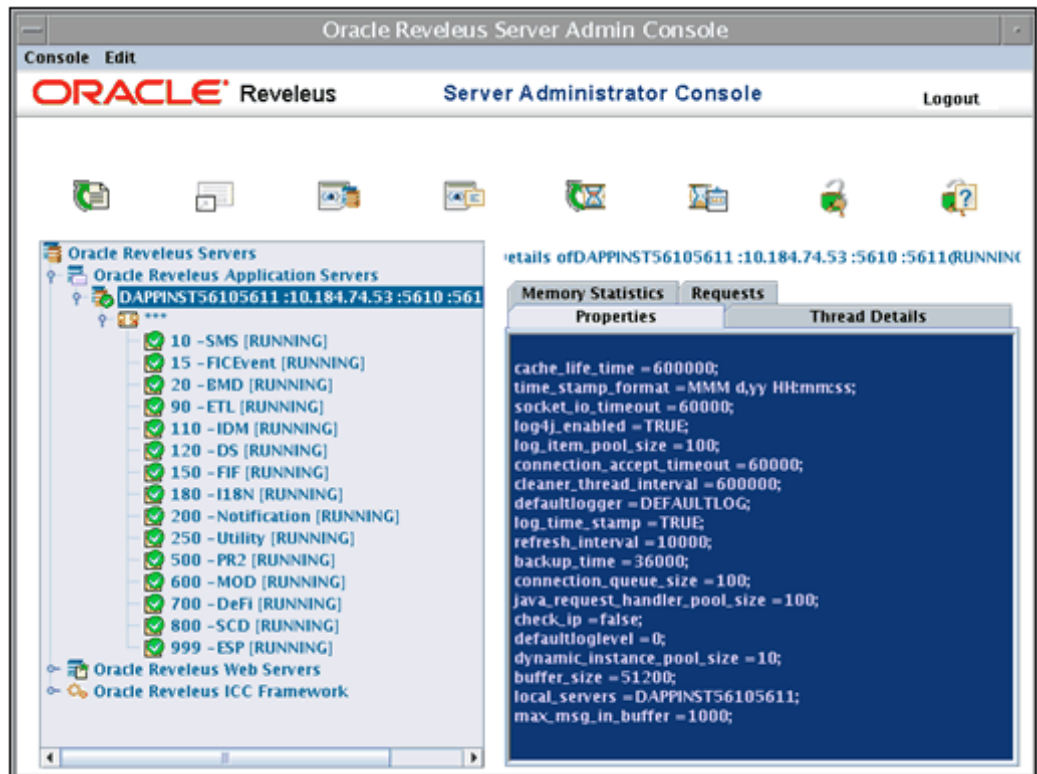 Oracle Reveleus Server Admin Console
Console Edit
ORACLE Reveleus
Server Administrator Console
Logout
Oracle Reveleus Servers
Oracle Reveleus Application Servers
DAPPINST56105611 :10.184.74.53 :5610 :561
***
10 -SMS [RUNNING]
15 -FICEvent [RUNNING]
20 -BMD [RUNNING]
90 -ETL [RUNNING]
110 -IDM [RUNNING]
120 -DS [RUNNING]
150 -FIF [RUNNING]
180 -I18N [RUNNING]
200 -Notification [RUNNING]
250 -Utility [RUNNING]
500 -PR2 [RUNNING]
600 -MOD [RUNNING]
700 -DeFi [RUNNING]
800 -SCD [RUNNING]
999 -ESP [RUNNING]
Oracle Reveleus Web Servers
Oracle Reveleus ICC Framework
etails ofDAPPINST56105611 :10.184.74.53 :5610 :5611(RUNNING
Memory Statistics Requests
Properties Thread Details
cache_life_time =600000;
time_stamp_format =MMM d,yy HH:mm:ss;
socket_io_timeout =60000;
log4j_enabled =TRUE;
log_item_pool_size =100;
connection_accept_timeout =60000;
cleaner_thread_interval =600000;
defaultlogger =DEFAULTLOG;
log_time_stamp =TRUE;
refresh_interval =10000;
backup_time =36000;
connection_queue_size =100;
java_request_handler_pool_size =100;
check_ip =false;
defaultloglevel =0;
dynamic_instance_pool_size =10;
buffer_size =51200;
local_servers =DAPPINST56105611;
max_msg_in_buffer =1000;